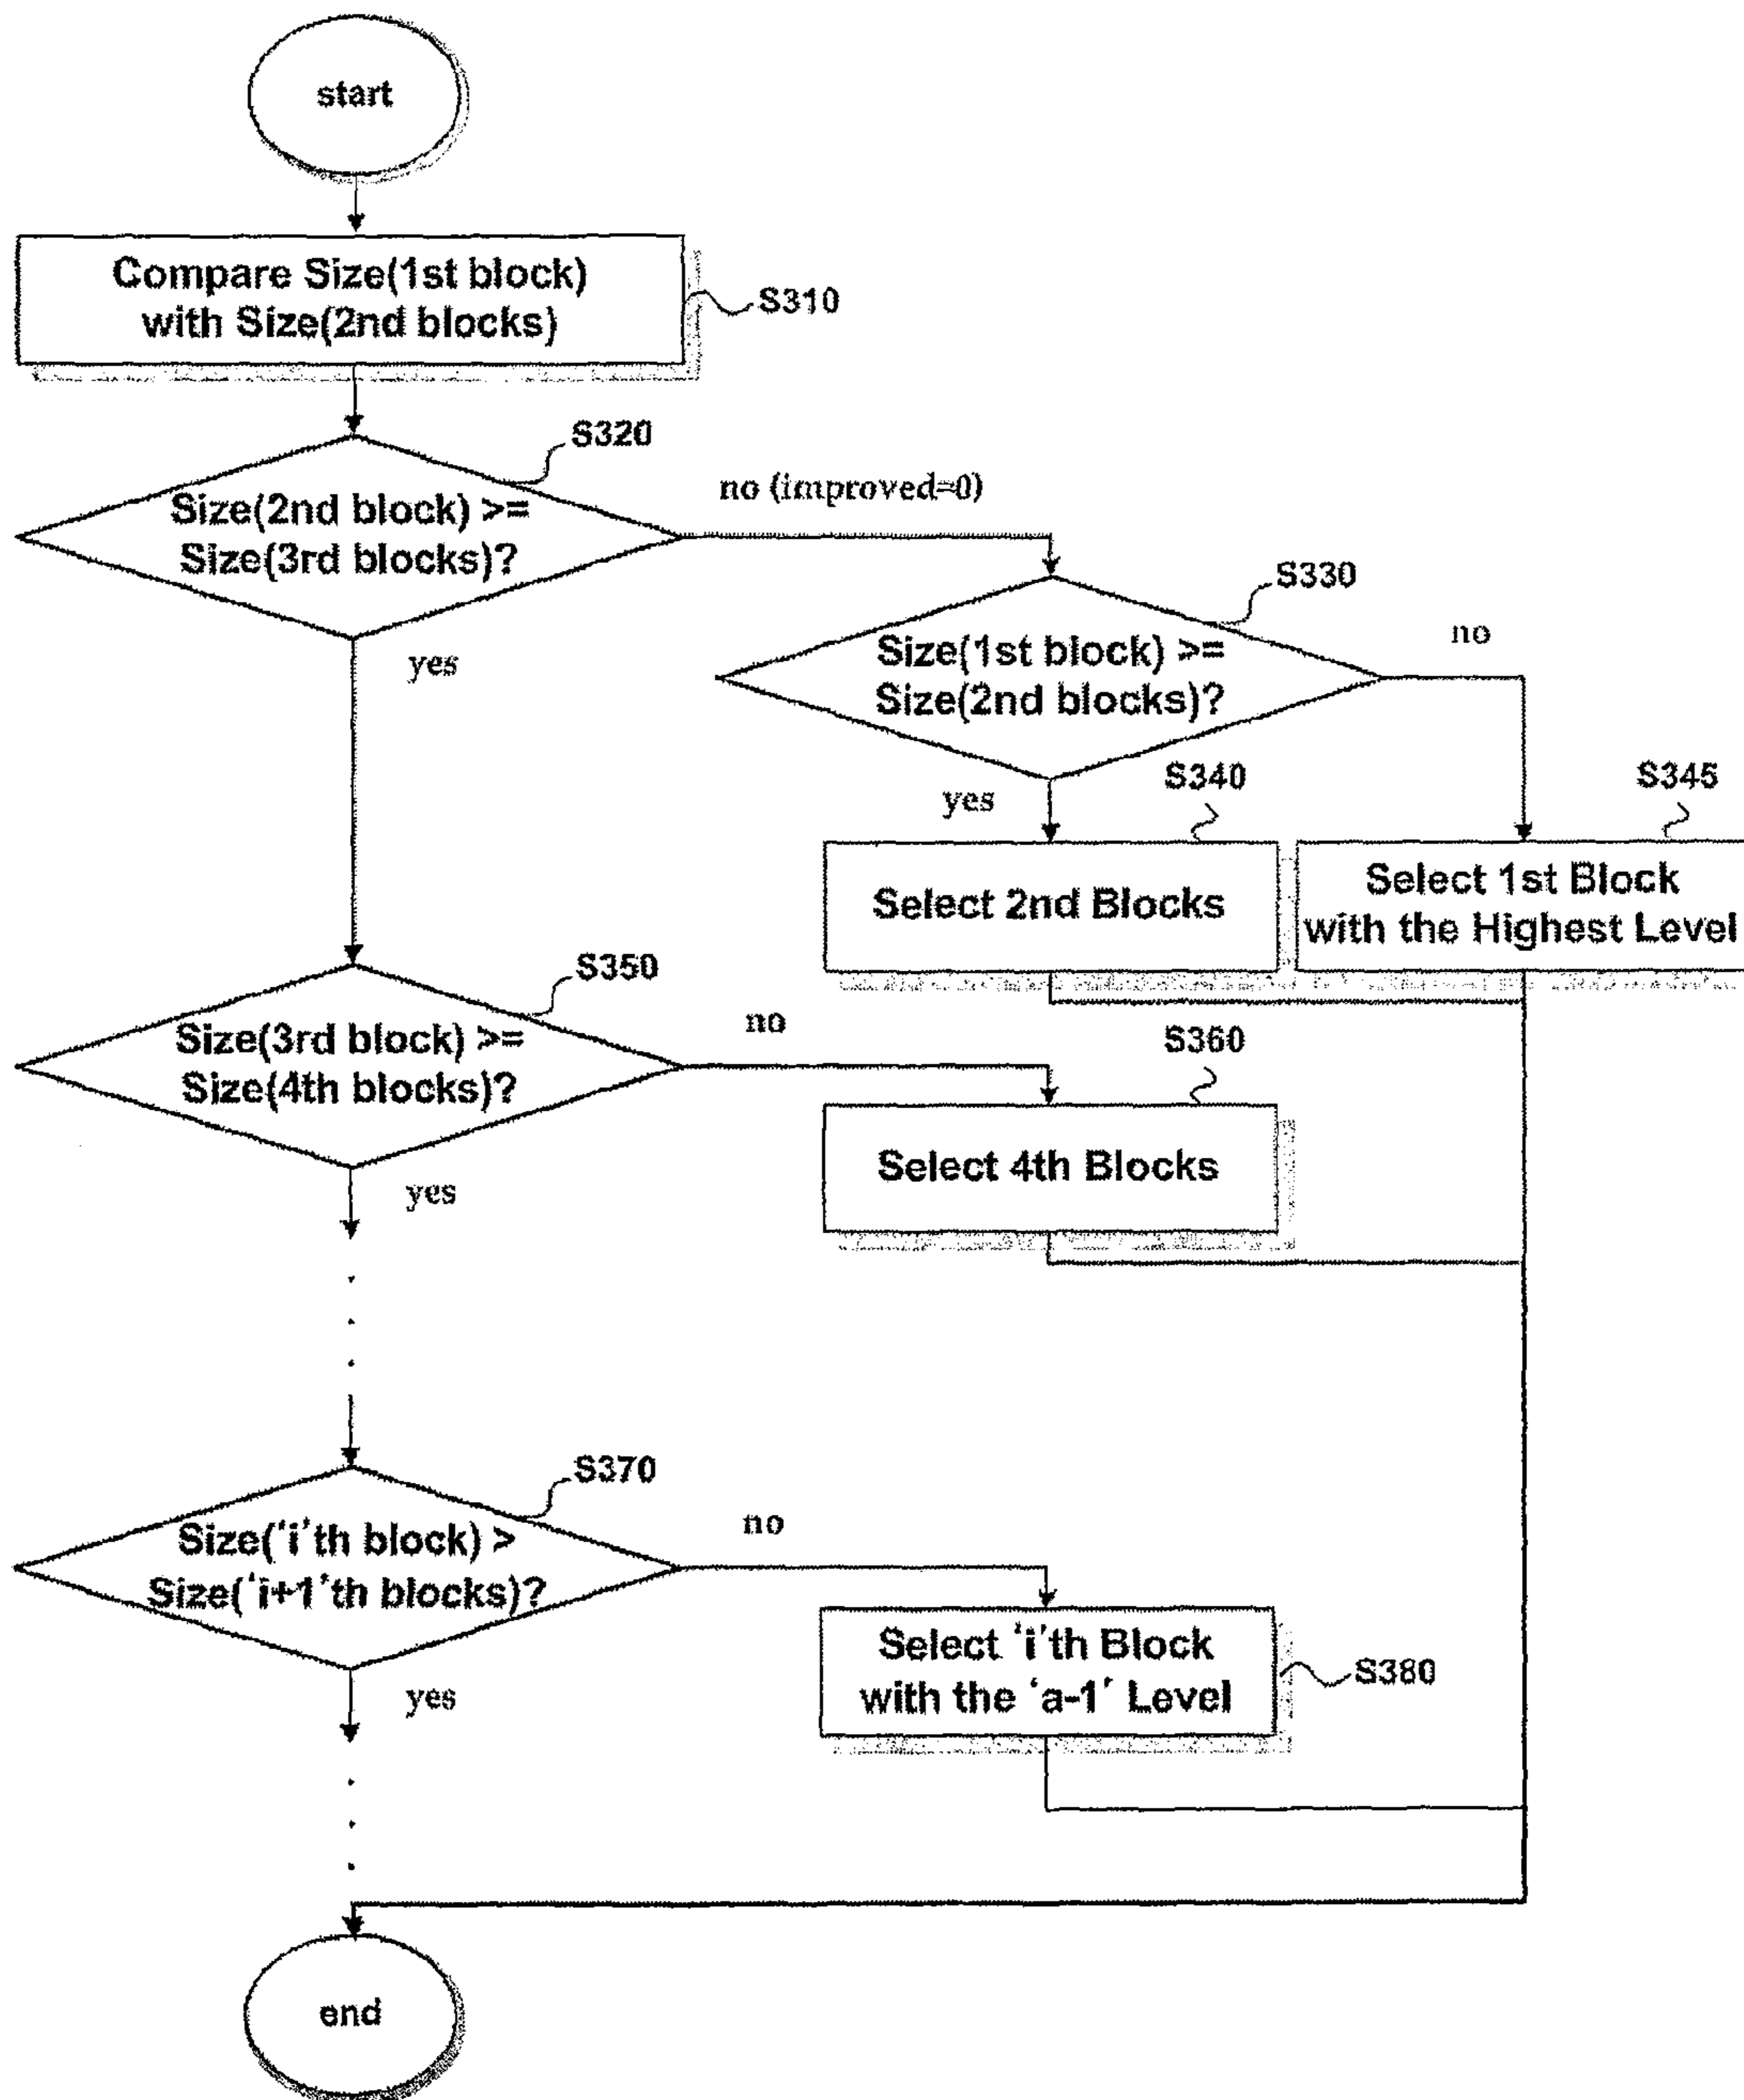 start
Compare Size(1st block)
with Size(2nd blocks)
S310
S320
Size(2nd block) >=
Size(3rd blocks)?
no (improved=0)
yes
S330
Size(1st block) >=
Size(2nd blocks)?
no
yes
S340
Select 2nd Blocks
S345
Select 1st Block
with the Highest Level
S350
Size(3rd block) >=
Size(4th blocks)?
no
yes
S360
Select 4th Blocks
S370
Size('i'th block) >
Size('i+1'th blocks)?
no
yes
Select 'i'th Block
with the 'a-1' Level
S380
end